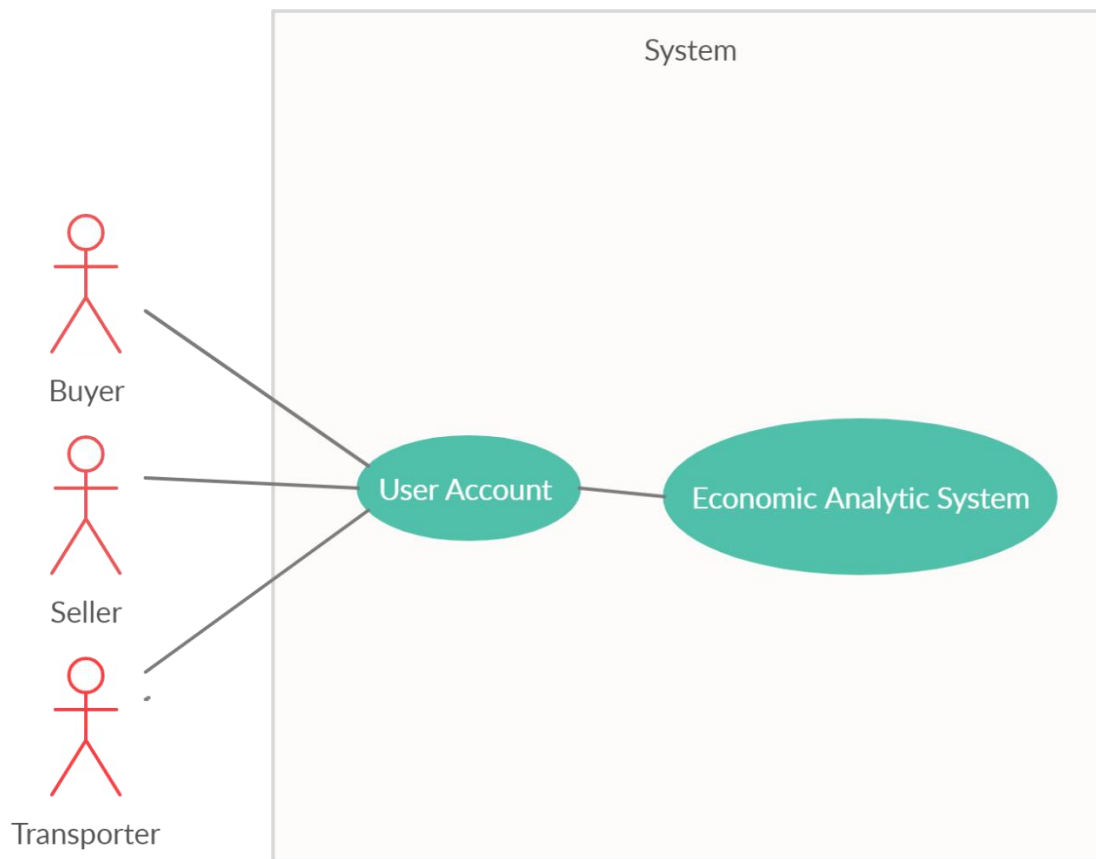 System
Buyer
User Account
Economic Analytic System
Seller
Transporter